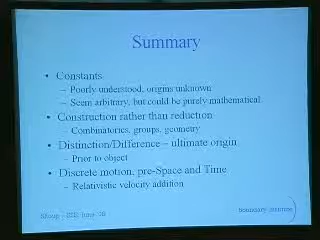 Summary
• Constants
– Poorly understood, origins unknown
– Seem arbitrary, but could be purely mathematical
• Construction rather than reduction
– Combinatorics, groups, geometry
• Distinction/Difference – ultimate origin
– Prior to object
• Discrete motion, pre-Space and Time
– Relativistic velocity addition
boundary